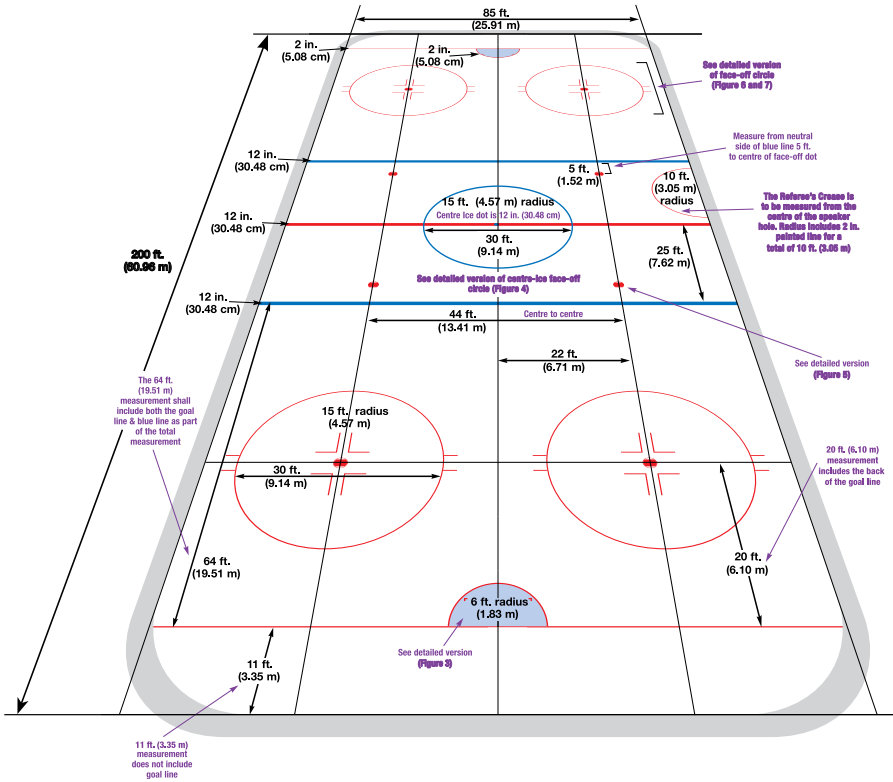 85 ft.
(25.91 m)
2 in.
(5.08 cm)
2 in.
(5.08 cm)
See detailed version
of face-off circle
(Figure 6 and 7)
Measure from neutral
side of blue line 5 ft.
to centre of face-off dot
12 in.
(30.48 cm)
5 ft.
(1.52 m)
10 ft.
(3.05 m)
radius
15 ft. (4.57 m) radius
Centre Ice dot is 12 in. (30.48 cm)
The Referee's Crease is
to be measured from the
centre of the speaker
hole. Radius includes 2 in.
painted line for a
total of 10 ft. (3.05 m)
12 in.
(30.48 cm)
30 ft.
(9.14 m)
25 ft.
(7.62 m)
200 ft.
(60.96 m)
See detailed version of centre-ice face-off
circle (Figure 4)
12 in.
(30.48 cm)
44 ft.
(13.41 m)
Centre to centre
22 ft.
(6.71 m)
See detailed version
(Figure 5)
The 64 ft.
(19.51 m)
measurement shall
include both the goal
line & blue line as part
of the total
measurement
15 ft. radius
(4.57 m)
30 ft.
(9.14 m)
20 ft. (6.10 m)
measurement
includes the back
of the goal line
64 ft.
(19.51 m)
20 ft.
(6.10 m)
6 ft. radius
(1.83 m)
See detailed version
(Figure 3)
11 ft.
(3.35 m)
11 ft. (3.35 m)
measurement
does not include
goal line